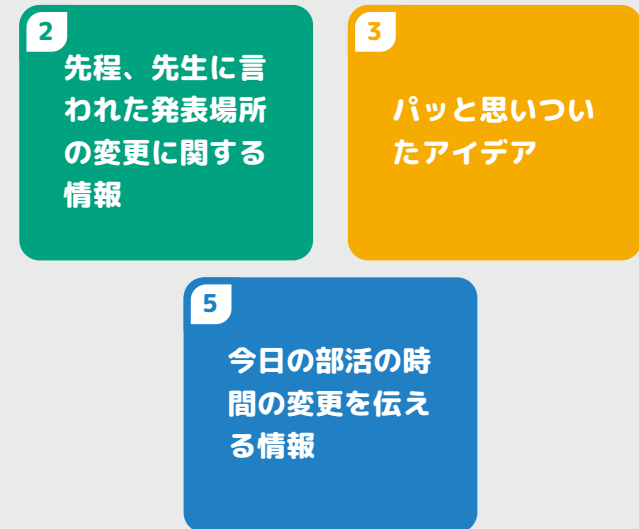 2
先程、先生に言
われた発表場所
の変更に関する
情報
3
パッと思いつい
たアイデア
5
今日の部活の時
間の変更を伝え
る情報